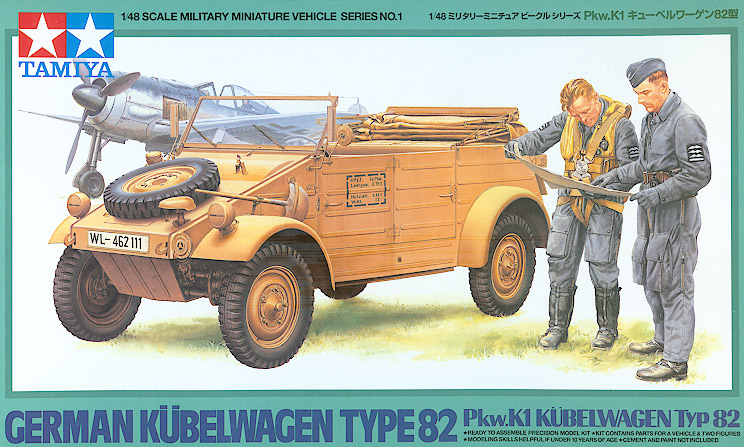 1/48 SCALE MILITARY MINIATURE VEHICLE SERIES NO.1
1/48 ミリタリーミニチュア ビークル シリーズ Pkw.K1 キューベルワーゲン82型
TAMIYA
WL-462111
GERMAN KÜBELWAGEN TYPE 82
Pkw.K1 KÜBELWAGEN Typ 82
★READY TO ASSEMBLE PRECISION MODEL KIT ★KIT CONTAINS PARTS FOR A VEHICLE & TWO FIGURES
★MODELING SKILLS HELPFUL IF UNDER 10 YEARS OF AGE ★CEMENT AND PAINT NOT INCLUDED